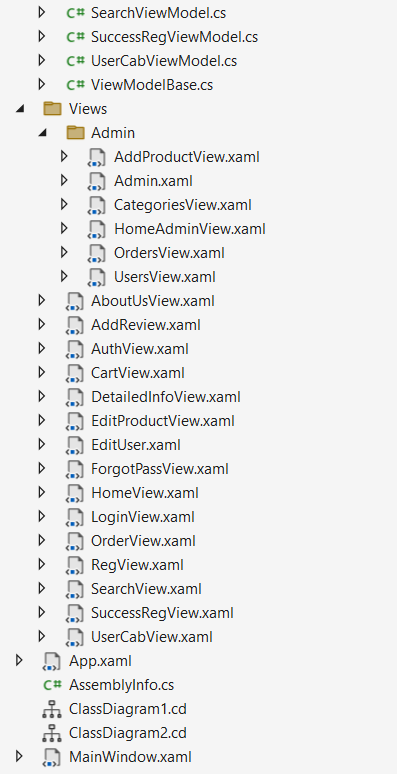 C# SearchViewModel.cs
C# SuccessRegViewModel.cs
C# UserCabViewModel.cs
C# ViewModelBase.cs
Views
Admin
AddProductView.xaml
Admin.xaml
CategoriesView.xaml
HomeAdminView.xaml
OrdersView.xaml
UsersView.xaml
AboutUsView.xaml
AddReview.xaml
AuthView.xaml
CartView.xaml
DetailedInfoView.xaml
EditProductView.xaml
EditUser.xaml
ForgotPassView.xaml
HomeView.xaml
LoginView.xaml
OrderView.xaml
RegView.xaml
SearchView.xaml
SuccessRegView.xaml
UserCabView.xaml
App.xaml
C# AssemblyInfo.cs
ClassDiagram1.cd
ClassDiagram2.cd
MainWindow.xaml